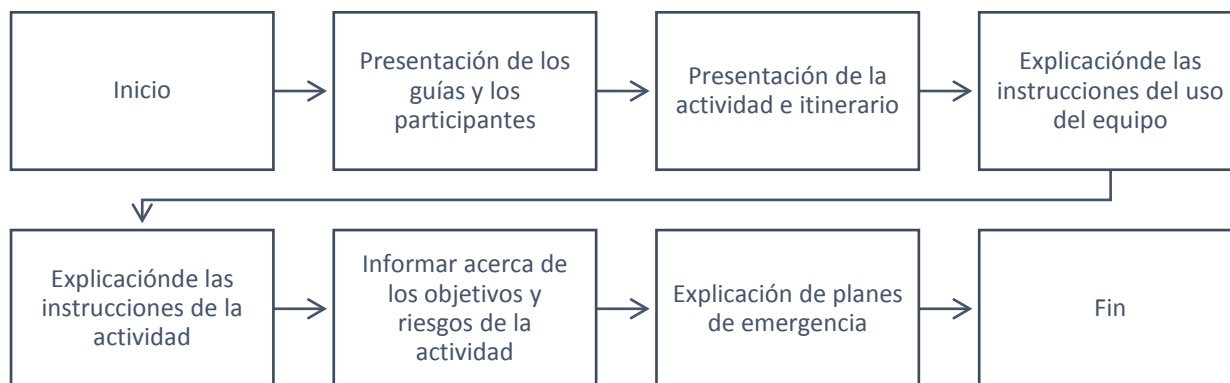 Inicio
Presentación de los
guías y los
participantes
Presentación de la
actividad e itinerario
Explicaciónde las
instrucciones del uso
del equipo
Explicaciónde las
instrucciones de la
actividad
Informar acerca de
los objetivos y
riesgos de la
actividad
Explicación de planes
de emergencia
Fin